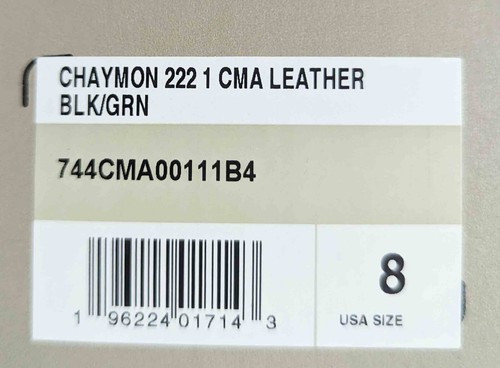 CHAYMON 222 1 CMA LEATHER
BLK/GRN
744CMA00111B4
1 96224 01714 3
8
USA SIZE